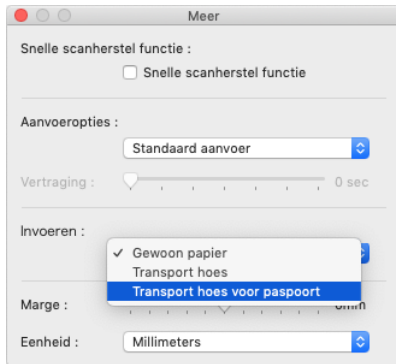 Meer
Snelle scanherstel functie :
Snelle scanherstel functie
Aanvoeropties :
Standaard aanvoer
Vertraging : 0 sec
Invoeren :
✓ Gewoon papier
Transport hoes
Transport hoes voor paspoort
Marge : 0mm
Eenheid : Millimeters